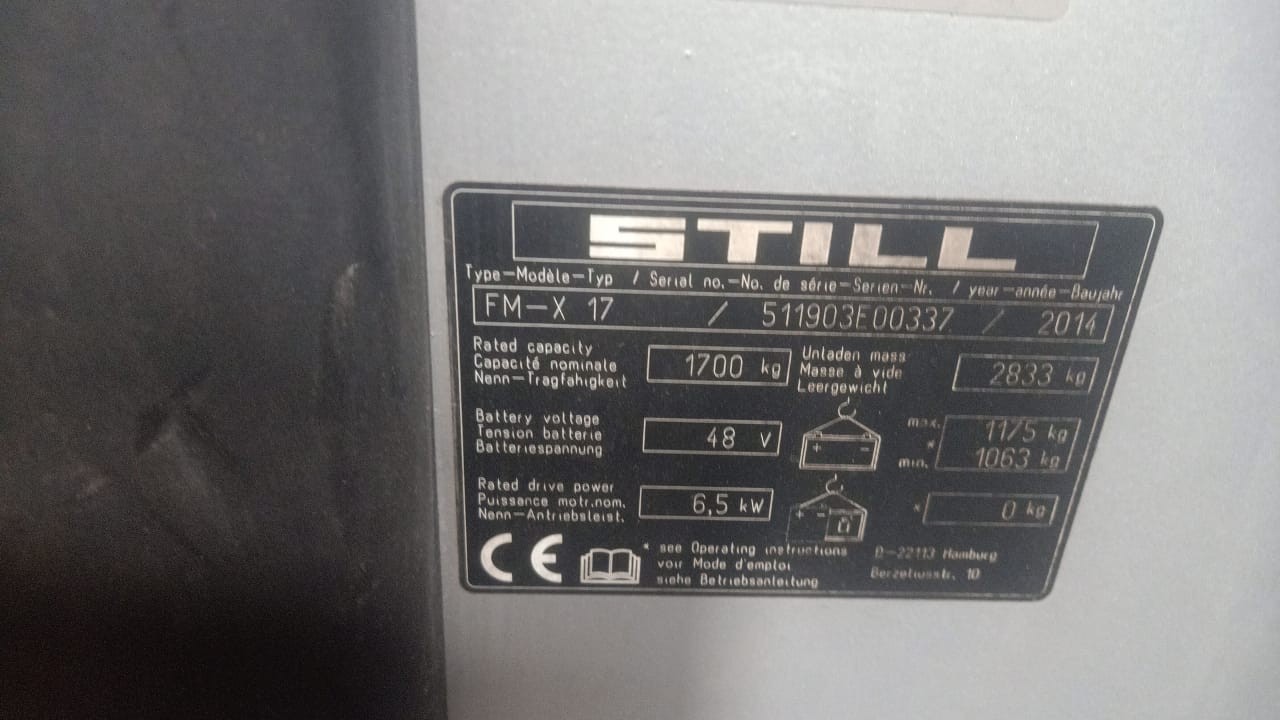 STILL
Type-Modèle-Typ / Serial no.-No. de série-Serien-Nr. / year-année-Baujahr
FM-X 17 / 511903E00337 / 2014
Rated capacity
Capacité nominale
Nenn-Tragfähigkeit
1700 kg
Unladen mass
Masse à vide
Leergewicht
2833 kg
Battery voltage
Tension batterie
Batteriespannung
48 V
+ -
max. 1175 kg
*
min. 1063 kg
Rated drive power
Puissance motr.nom.
Nenn-Antriebsleist.
6,5 kW
+ -
* 0 kg
CE
* see Operating instructions
voir Mode d'emploi
siehe Betriebsanleitung
D-22113 Hamburg
Berzeliusstr. 10